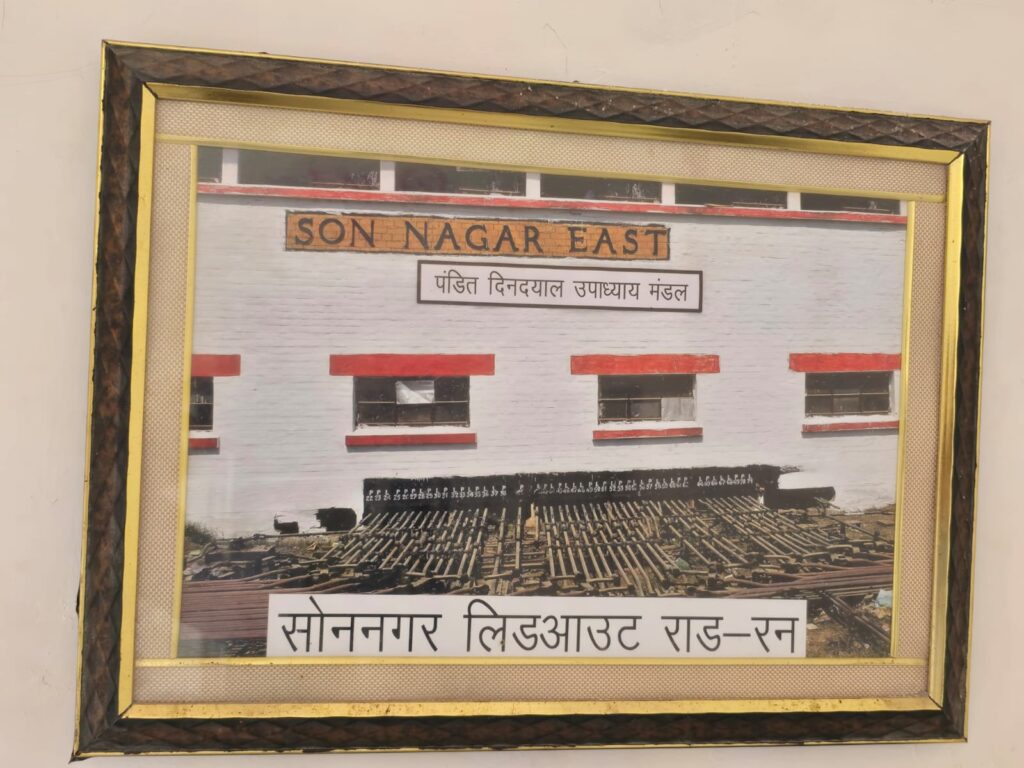 SON NAGAR EAST
पंडित दिनदयाल उपाध्याय मंडल
सोननगर लिडआउट राड–रन